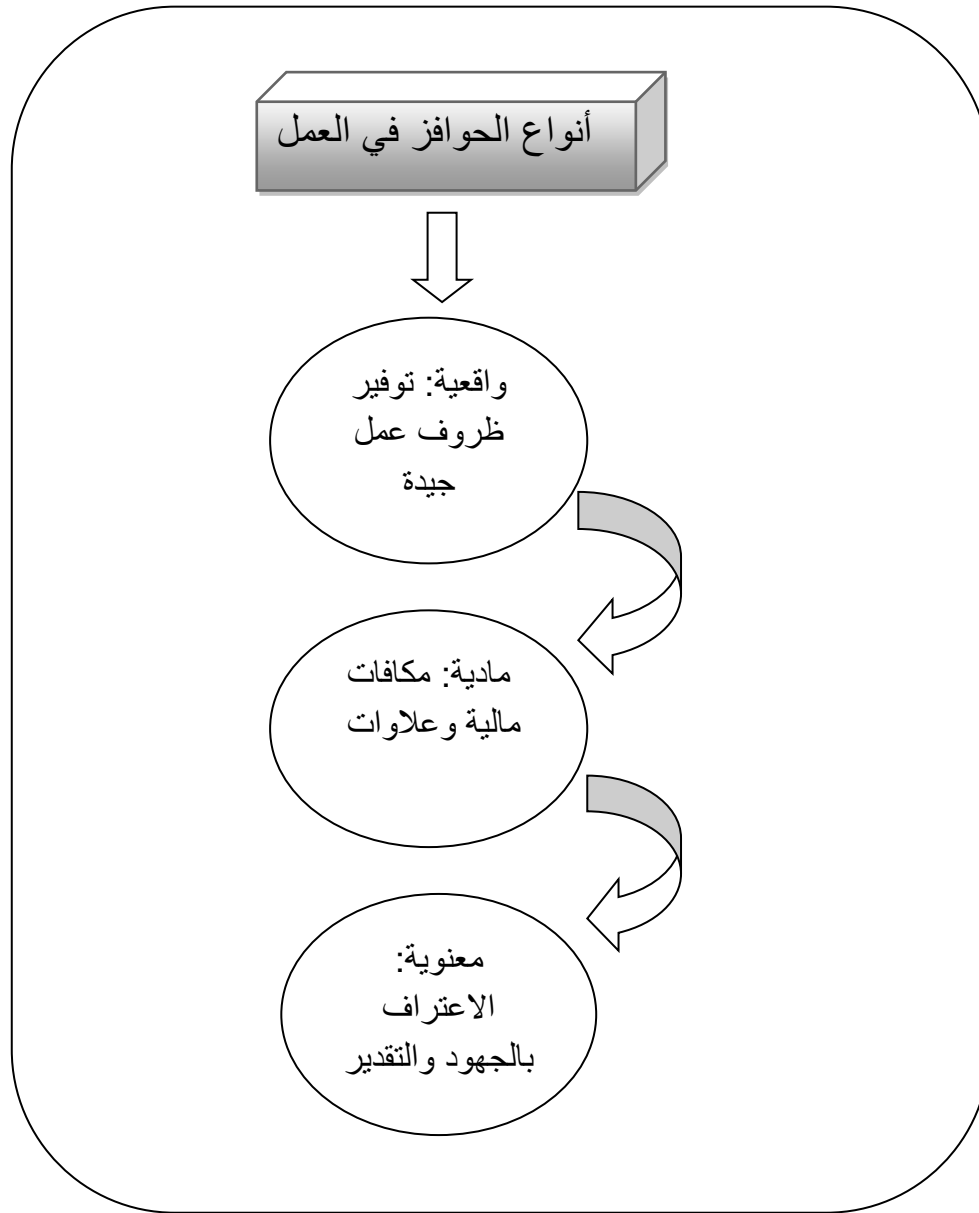 أنواع الحوافز في العمل
واقعية: توفير
ظروف عمل
جيدة
مادية: مكافات
مالية وعلاوات
معنوية:
الاعتراف
بالجهود والتقدير